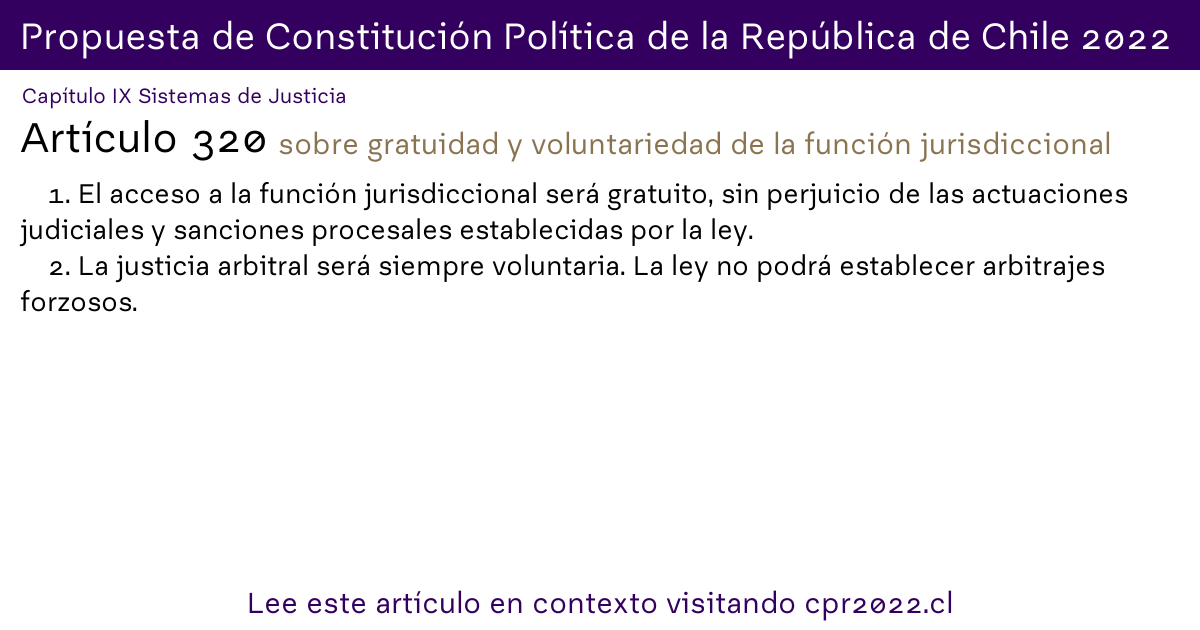 Propuesta de Constitución Política de la República de Chile 2022
Capítulo IX Sistemas de Justicia
Artículo 320 sobre gratuidad y voluntariedad de la función jurisdiccional
1. El acceso a la función jurisdiccional será gratuito, sin perjuicio de las actuaciones
judiciales y sanciones procesales establecidas por la ley.
2. La justicia arbitral será siempre voluntaria. La ley no podrá establecer arbitrajes
forzosos.
Lee este artículo en contexto visitando cpr2022.cl